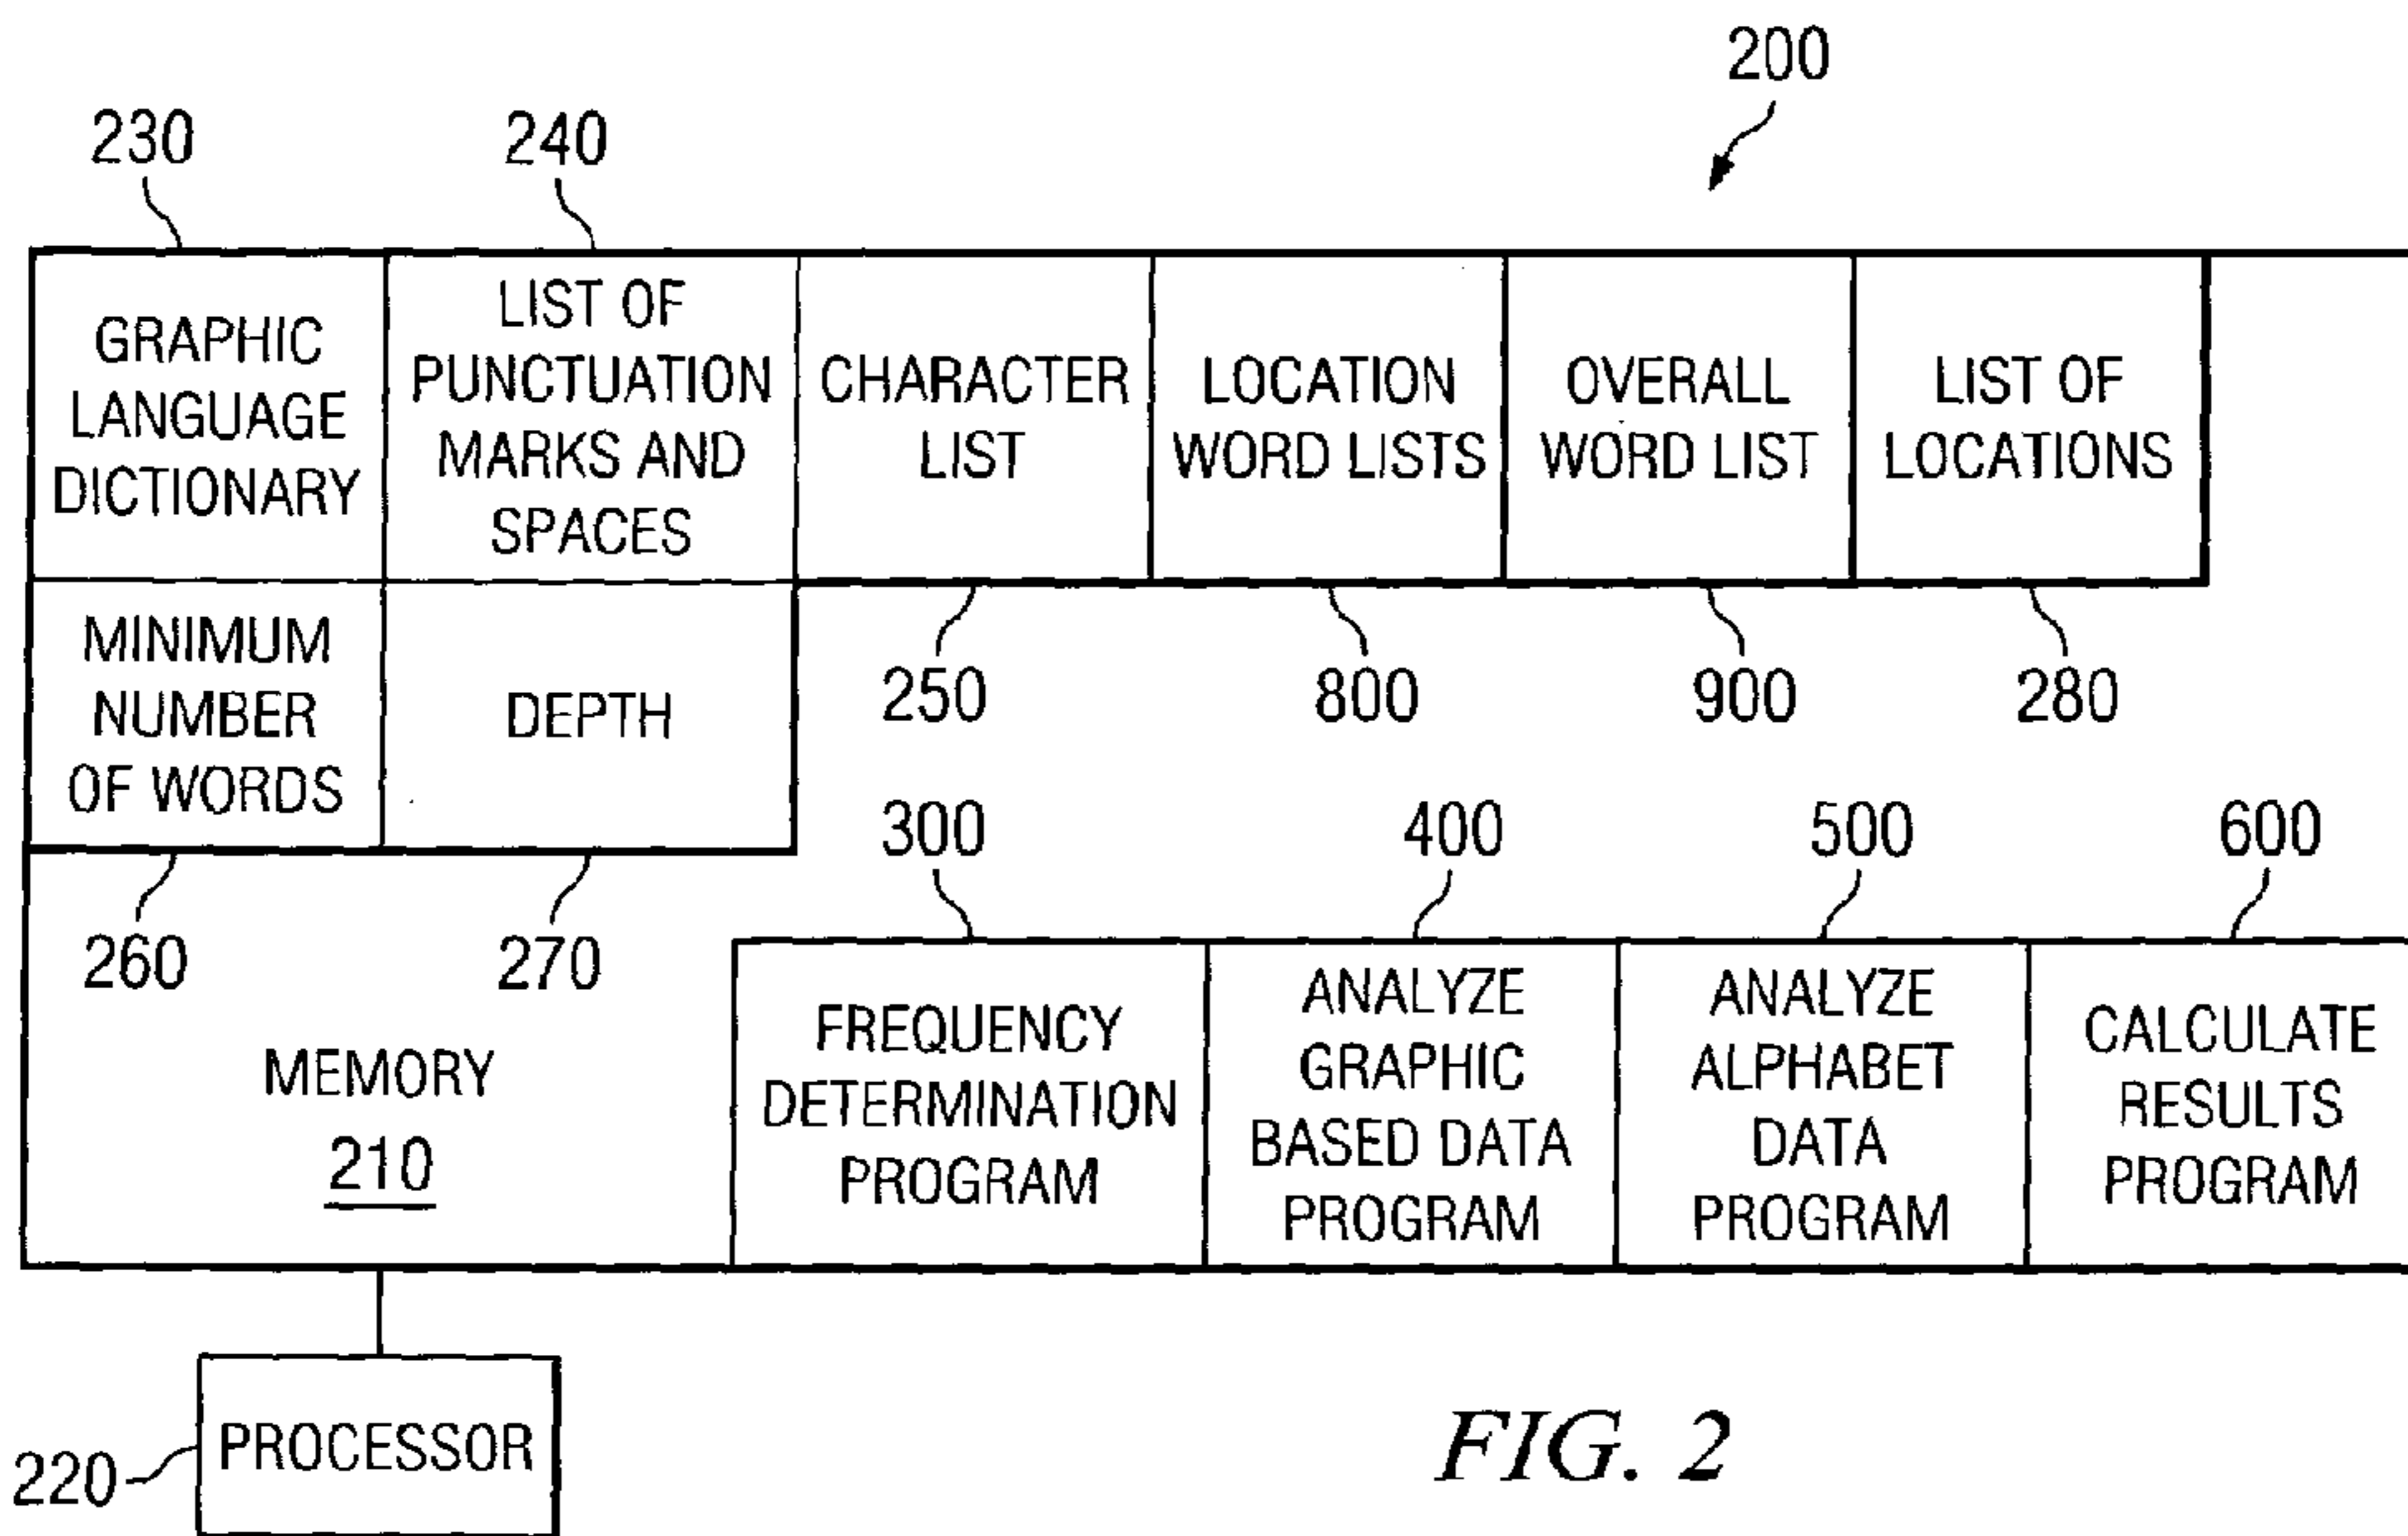 200
230
240
GRAPHIC
LANGUAGE
DICTIONARY
LIST OF
PUNCTUATION
MARKS AND
SPACES
CHARACTER
LIST
LOCATION
WORD LISTS
OVERALL
WORD LIST
LIST OF
LOCATIONS
MINIMUM
NUMBER
OF WORDS
DEPTH
250
800
900
280
260
270
300
400
500
600
MEMORY
210
FREQUENCY
DETERMINATION
PROGRAM
ANALYZE
GRAPHIC
BASED DATA
PROGRAM
ANALYZE
ALPHABET
DATA
PROGRAM
CALCULATE
RESULTS
PROGRAM
220
PROCESSOR
FIG. 2